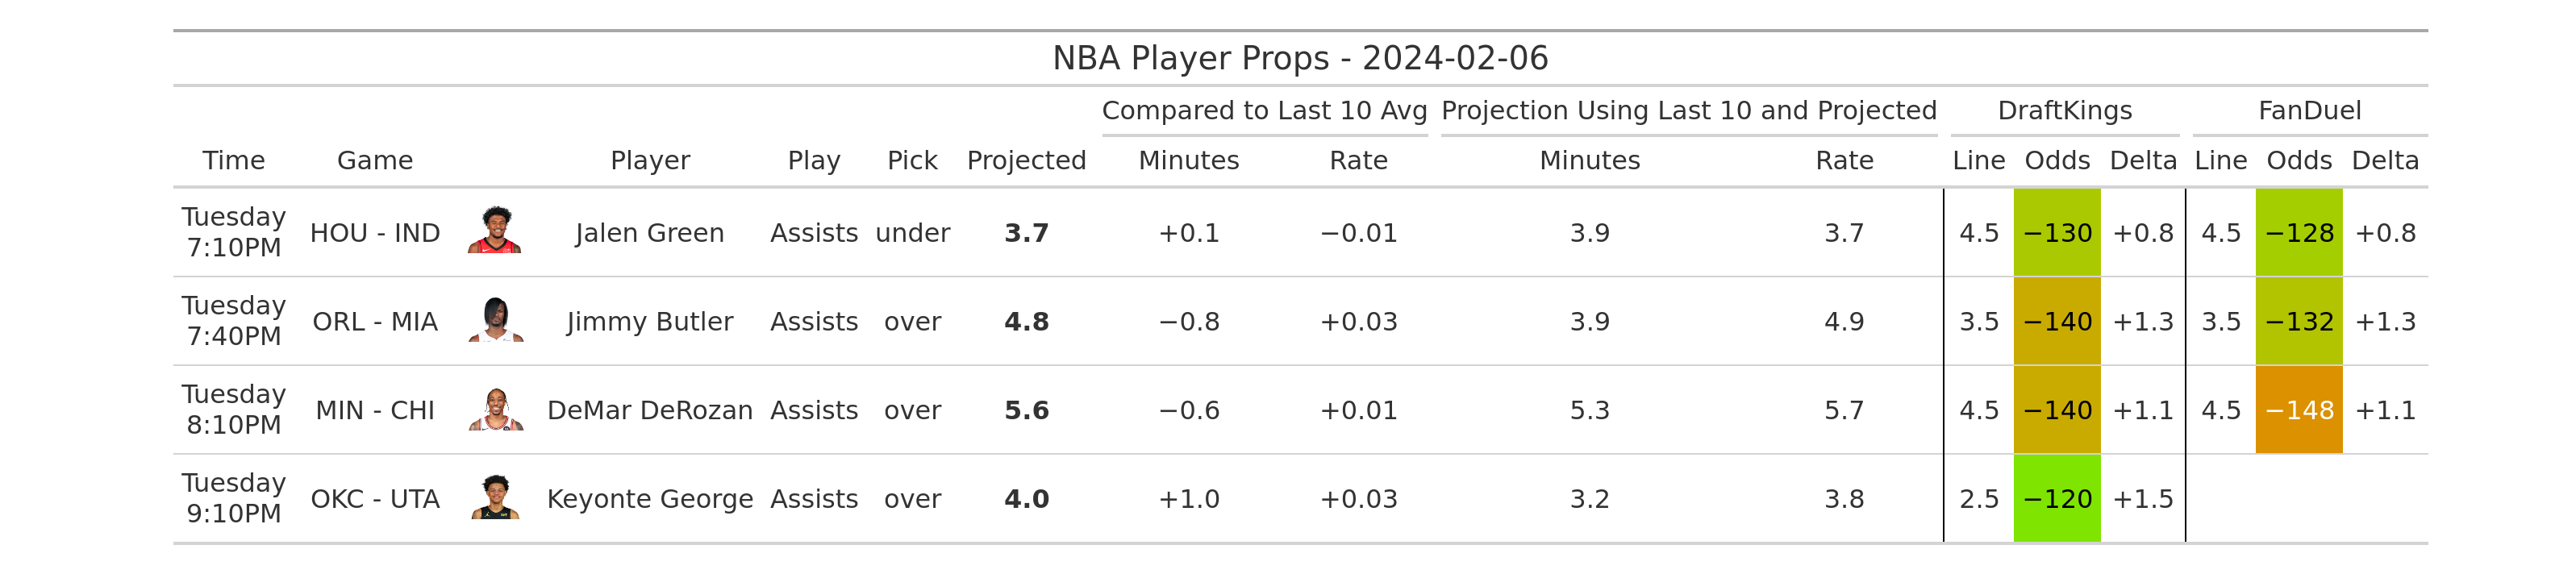 NBA Player Props - 2024-02-06
Compared to Last 10 Avg Projection Using Last 10 and Projected DraftKings FanDuel
Time Game Player Play Pick Projected Minutes Rate Minutes Rate Line Odds Delta Line Odds Delta
Tuesday
7:10PM HOU - IND Jalen Green Assists under 3.7 +0.1 −0.01 3.9 3.7 4.5 −130 +0.8 4.5 −128 +0.8
Tuesday
7:40PM ORL - MIA Jimmy Butler Assists over 4.8 −0.8 +0.03 3.9 4.9 3.5 −140 +1.3 3.5 −132 +1.3
Tuesday
8:10PM MIN - CHI DeMar DeRozan Assists over 5.6 −0.6 +0.01 5.3 5.7 4.5 −140 +1.1 4.5 −148 +1.1
Tuesday
9:10PM OKC - UTA Keyonte George Assists over 4.0 +1.0 +0.03 3.2 3.8 2.5 −120 +1.5